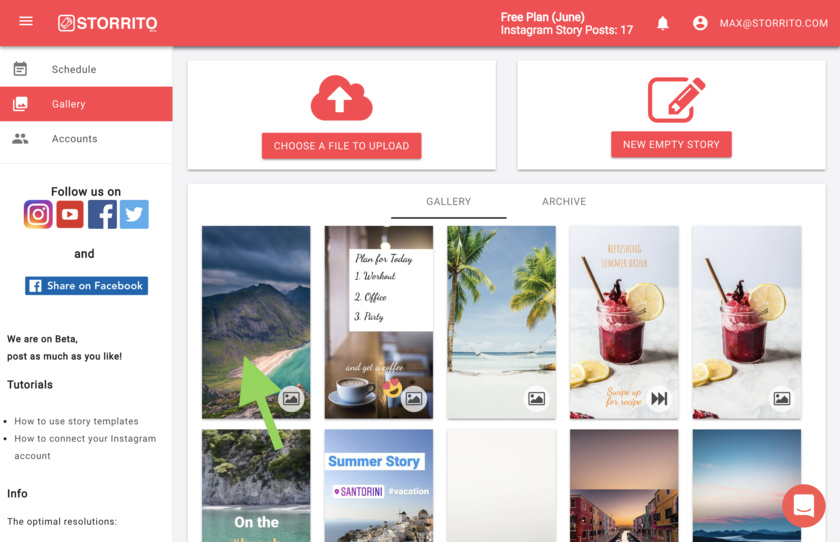 STORRITO
Free Plan (June)
Instagram Story Posts: 17
MAX@STORRITO.COM
Schedule
Gallery
Accounts
Follow us on
and
Share on Facebook
We are on Beta,
post as much as you like!
Tutorials
How to use story templates
How to connect your Instagram
account
Info
The optimal resolutions:
CHOOSE A FILE TO UPLOAD
NEW EMPTY STORY
GALLERY
ARCHIVE
Plan for Today
1. Workout
2. Office
3. Party
and get a coffee
REFRESHING
SUMMER DRINK
Swipe up
for recipe
On the
Summer Story
SANTORINI
#vacation